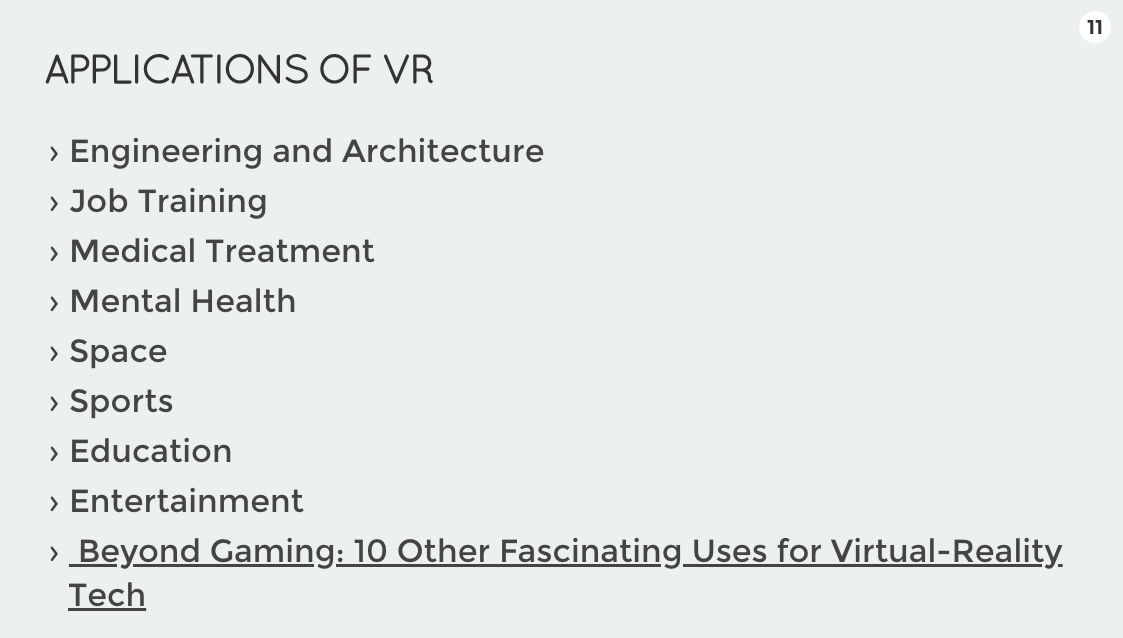 11
APPLICATIONS OF VR
› Engineering and Architecture
› Job Training
› Medical Treatment
› Mental Health
› Space
› Sports
› Education
› Entertainment
› Beyond Gaming: 10 Other Fascinating Uses for Virtual-Reality
Tech